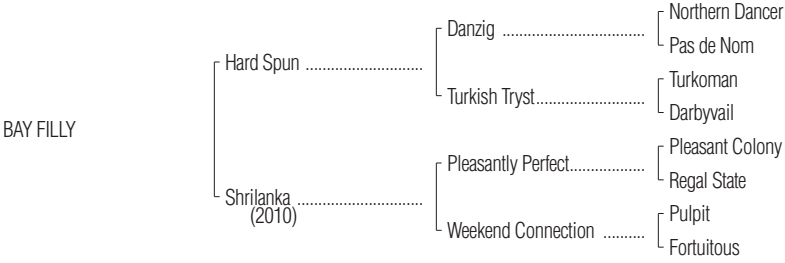 Northern Dancer
Danzig ..................................
Pas de Nom
Hard Spun ............................
Turkoman
Turkish Tryst..........................
Darbyvail
BAY FILLY
Pleasant Colony
Pleasantly Perfect..................
Regal State
Shrilanka ..............................
(2010)
Pulpit
Weekend Connection ..........
Fortuitous